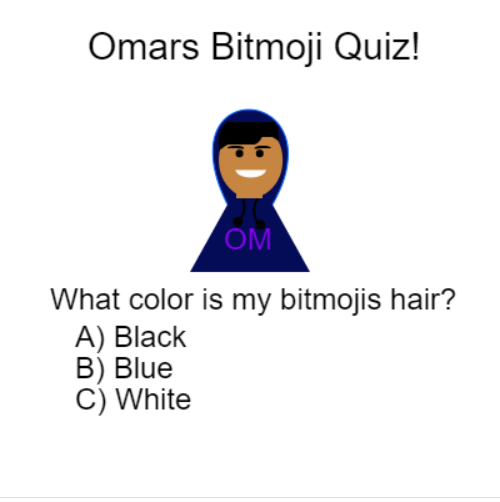 Omars Bitmoji Quiz!
OM
What color is my bitmojis hair?
A) Black
B) Blue
C) White